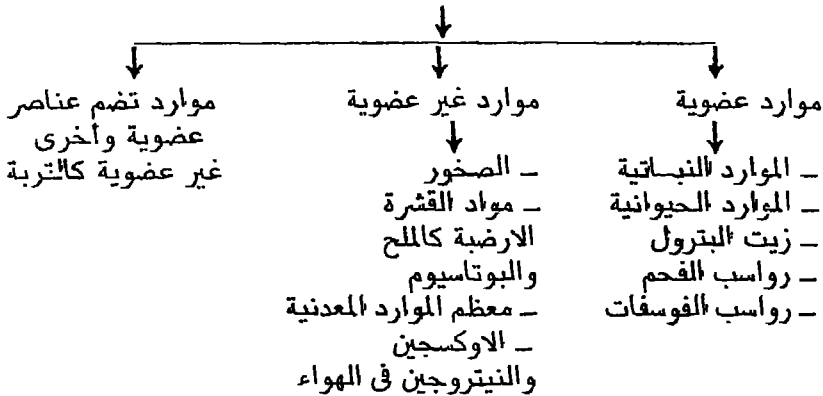 موارد عضوية
– الموارد النباتية
– الموارد الحيوانية
– زيت البترول
– رواسب الفحم
– رواسب الفوسفات
موارد غير عضوية
– الصخور
– مواد القشرة
الارضبة كالملح
والبوتاسيوم
– معظم الموارد المعدنية
– الاوكسجين
والنيتروجين فى الهواء
موارد تضم عناصر
عضوية وأخرى
غير عضوية كالتربة